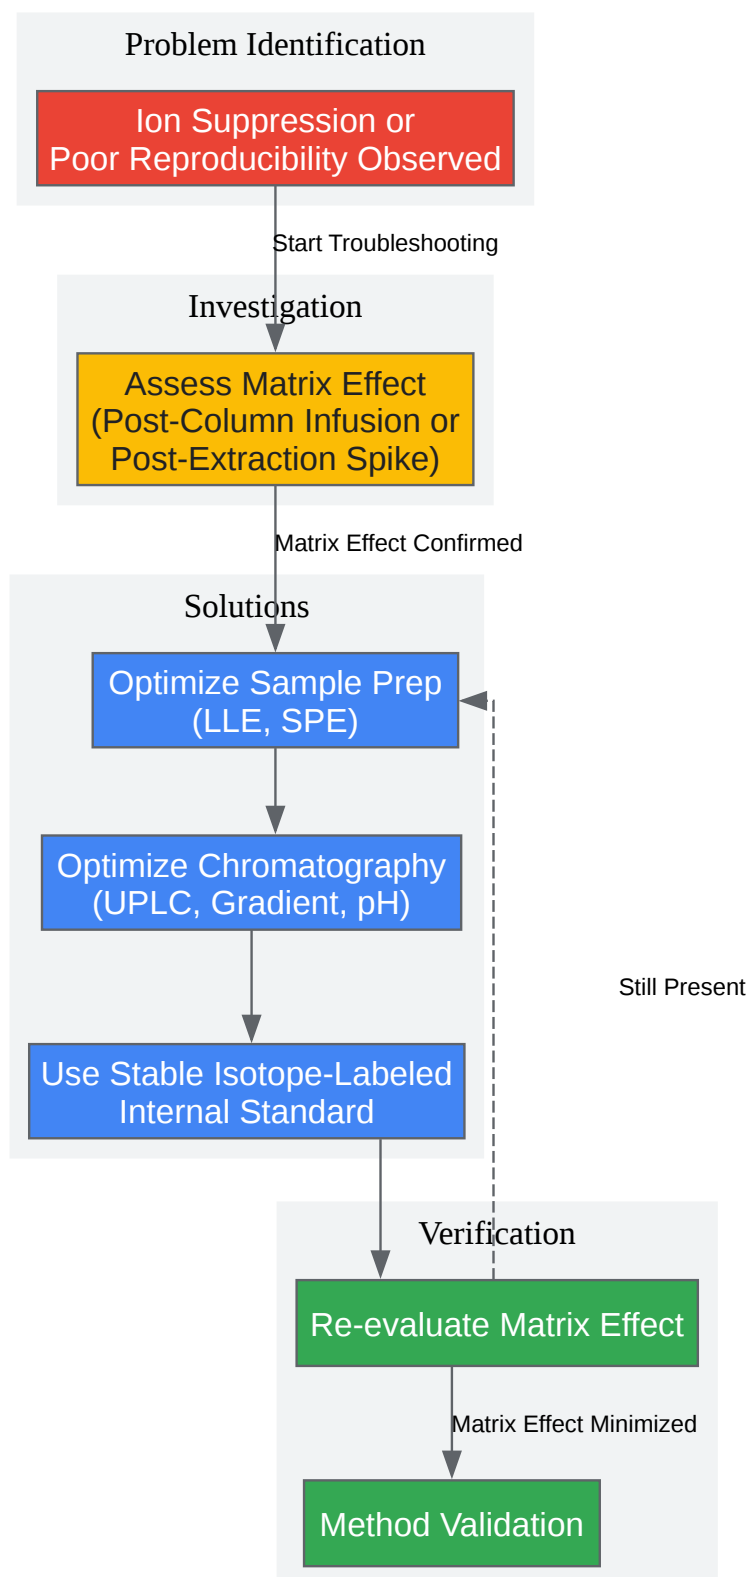 Problem Identification
Ion Suppression or
Poor Reproducibility Observed
Start Troubleshooting
Investigation
Assess Matrix Effect
(Post-Column Infusion or
Post-Extraction Spike)
Matrix Effect Confirmed
Solutions
Optimize Sample Prep
(LLE, SPE)
Optimize Chromatography
(UPLC, Gradient, pH)
Still Present
Use Stable Isotope-Labeled
Internal Standard
Verification
Re-evaluate Matrix Effect
Matrix Effect Minimized
Method Validation